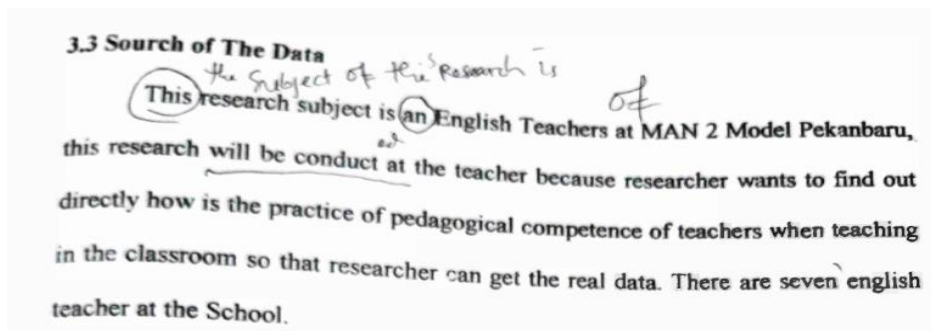 3.3 Sourch of The Data
the Subject of this Research is
of
This research subject is an English Teachers at MAN 2 Model Pekanbaru,
ed
this research will be conduct at the teacher because researcher wants to find out
directly how is the practice of pedagogical competence of teachers when teaching
in the classroom so that researcher can get the real data. There are seven english
teacher at the School.